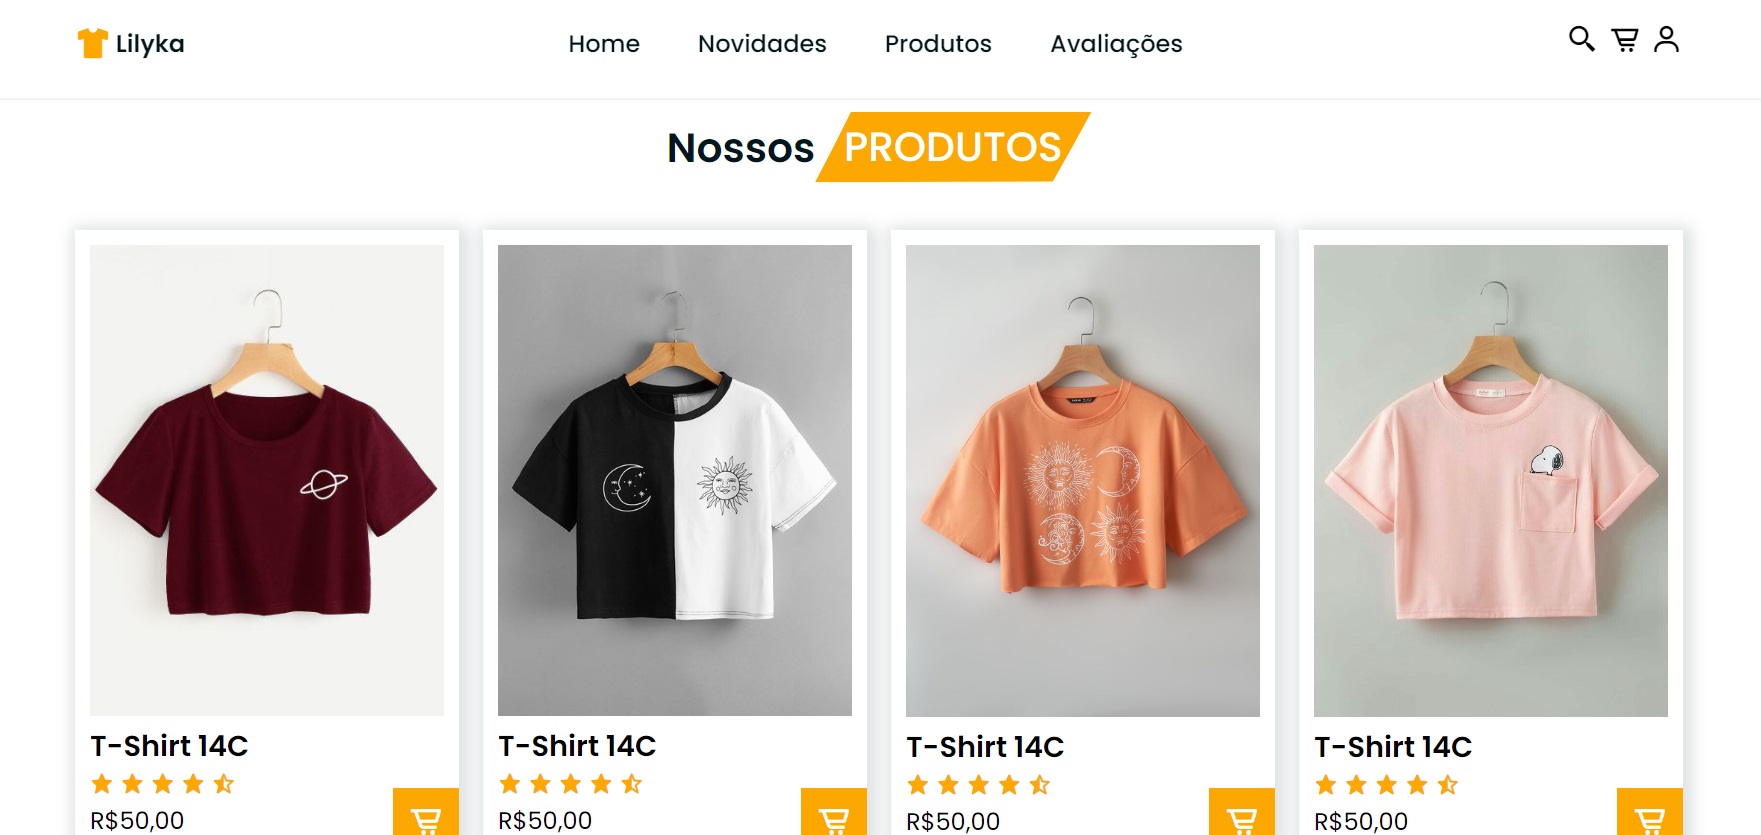 Lilyka
Home Novidades Produtos Avaliações
Nossos PRODUTOS
T-Shirt 14C
R$50,00
T-Shirt 14C
R$50,00
T-Shirt 14C
R$50,00
T-Shirt 14C
R$50,00